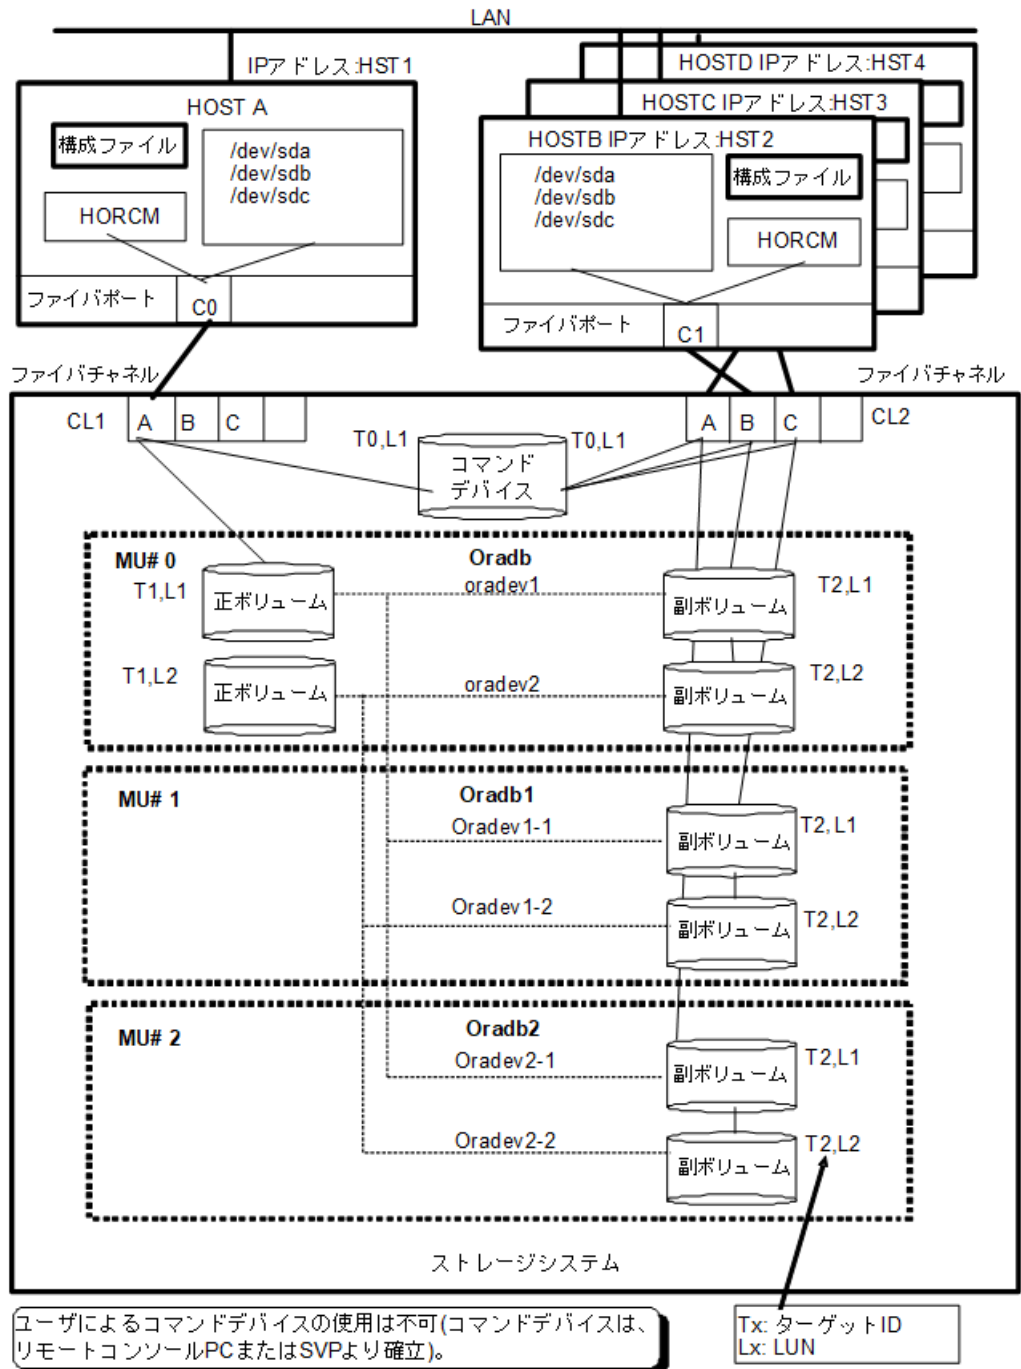 LAN
IPアドレス:HST1
HOST A
構成ファイル
/dev/sda
/dev/sdb
/dev/sdc
HORCM
ファイバポート
C0
HOSTD IPアドレス:HST4
HOSTC IPアドレス:HST3
HOSTB IPアドレス:HST2
/dev/sda
/dev/sdb
/dev/sdc
構成ファイル
HORCM
ファイバポート
C1
ファイバチャネル
ファイバチャネル
CL1
A
B
C
A
B
C
CL2
T0,L1
T0,L1
コマンド
デバイス
MU# 0
Oradb
T1,L1
正ボリューム
oradev1
副ボリューム
T2,L1
T1,L2
正ボリューム
oradev2
副ボリューム
T2,L2
MU# 1
Oradb1
Oradev1-1
副ボリューム
T2, L1
Oradev1-2
副ボリューム
T2,L2
MU# 2
Oradb2
Oradev2-1
副ボリューム
T2,L1
Oradev2-2
副ボリューム
T2,L2
ストレージシステム
ユーザによるコマンドデバイスの使用は不可(コマンドデバイスは、
リモートコンソールPCまたはSVPより確立)。
Tx: ターゲットID
Lx: LUN